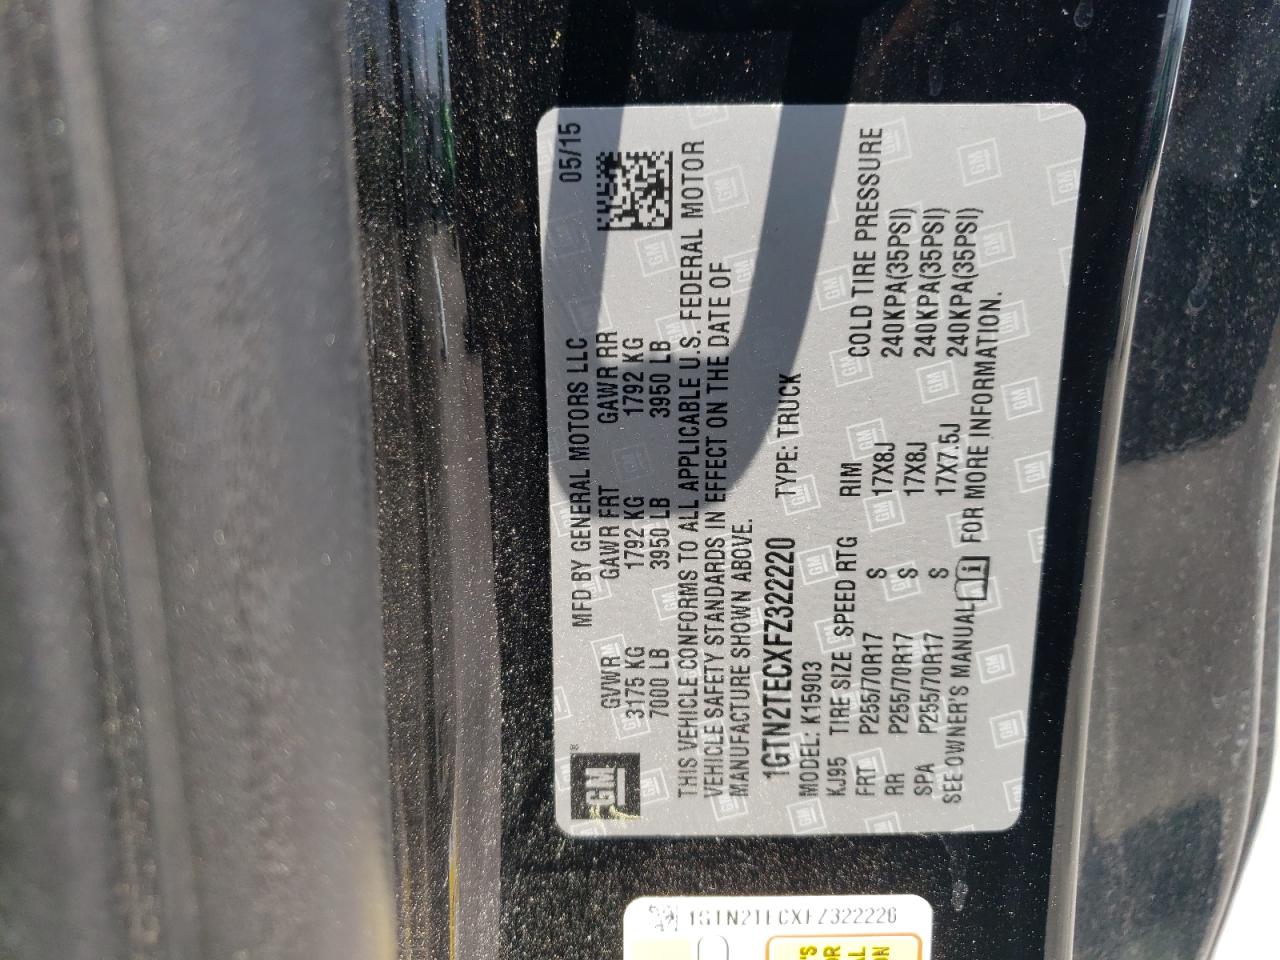 MFD BY GENERAL MOTORS LLC 05/15
GM
GVWR GAWR FRT GAWR RR
3175 KG 1792 KG 1792 KG
7000 LB 3950 LB 3950 LB
THIS VEHICLE CONFORMS TO ALL APPLICABLE U.S. FEDERAL MOTOR
VEHICLE SAFETY STANDARDS IN EFFECT ON THE DATE OF
MANUFACTURE SHOWN ABOVE.
1GTN2TECXFZ322220 TYPE: TRUCK
MODEL: K15903
KJ95 TIRE SIZE SPEED RTG RIM COLD TIRE PRESSURE
FRT P255/70R17 S 17X8J 240KPA(35PSI)
RR P255/70R17 S 17X8J 240KPA(35PSI)
SPA P255/70R17 S 17X7.5J 240KPA(35PSI)
SEE OWNER'S MANUAL i FOR MORE INFORMATION.